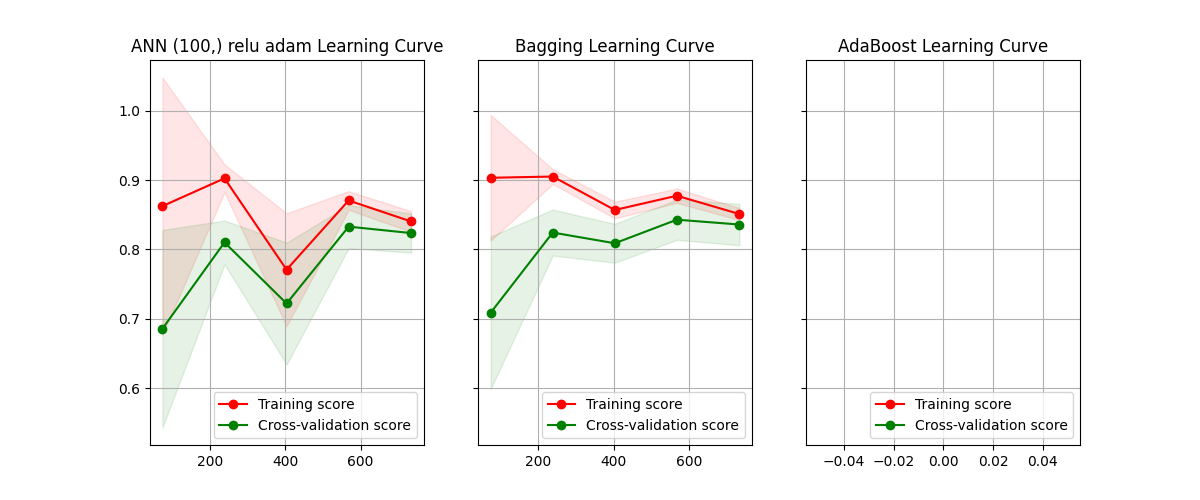 ANN (100,) relu adam Learning Curve
Bagging Learning Curve
AdaBoost Learning Curve
1.0
0.9
0.8
0.7
0.6
Training score
Cross-validation score
Training score
Cross-validation score
Training score
Cross-validation score
200 400 600
200 400 600
−0.04 −0.02 0.00 0.02 0.04